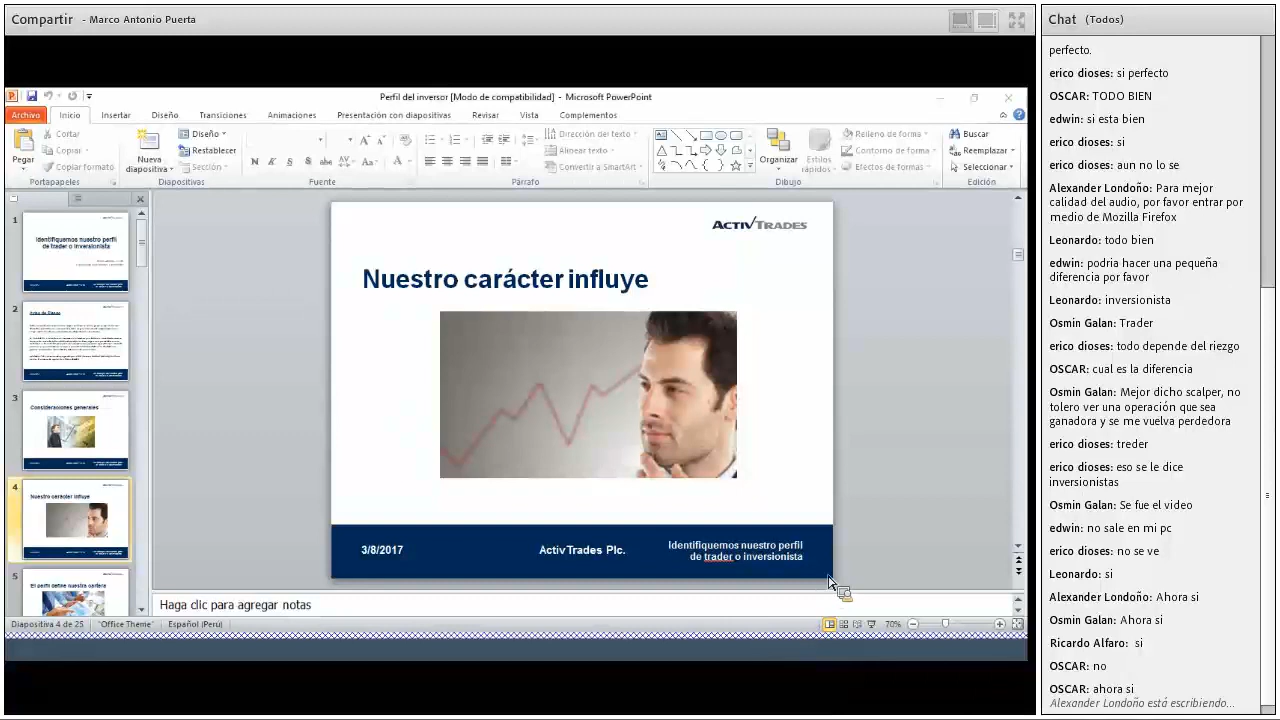 Compartir - Marco Antonio Puerta
Perfil del inversor [Modo de compatibilidad] - Microsoft PowerPoint
Archivo Inicio Insertar Diseño Transiciones Animaciones Presentación con diapositivas Revisar Vista Complementos
Pegar
Cortar
Copiar
Copiar formato
Portapapeles
Nueva
diapositiva
Diseño
Restablecer
Sección
Diapositivas
N K S S abc AV Aa A
Fuente
Dirección del texto
Alinear texto
Convertir a SmartArt
Párrafo
Organizar
Estilos
rápidos
Relleno de forma
Contorno de forma
Efectos de formas
Dibujo
Buscar
Reemplazar
Seleccionar
Edición
1
Identifiquemos nuestro perfil
de trader o inversionista
2
3
Consideraciones generales
4
Nuestro carácter influye
5
El perfil define nuestra cartera
ACTIVTRADES
Nuestro carácter influye
3/8/2017
ActivTrades Plc.
Identifiquemos nuestro perfil
de trader o inversionista
Haga clic para agregar notas
Diapositiva 4 de 25 "Office Theme" Español (Perú) 70%
Chat (Todos)
perfecto.
erico dioses: si perfecto
OSCAR: TODO BIEN
edwin: si esta bien
erico dioses: si
erico dioses: aun no lo se
Alexander Londoño: Para mejor
calidad del audio, por favor entrar por
medio de Mozilla Firefox
Leonardo: todo bien
edwin: podria hacer una pequeña
diferencia por favor
Leonardo: inversionista
Osmin Galan: Trader
erico dioses: todo depende del riezgo
OSCAR: cual es la diferencia
Osmin Galan: Mejor dicho scalper, no
tolero ver una operación que sea
ganadora y se me vuelva perdedora
erico dioses: treder
erico dioses: eso se le dice
inversionistas
Osmin Galan: Se fue el video
edwin: no sale en mi pc
erico dioses: no se ve
Leonardo: si
Alexander Londoño: Ahora si
Osmin Galan: Ahora si
Ricardo Alfaro: si
OSCAR: no
OSCAR: ahora si
Alexander Londoño está escribiendo...